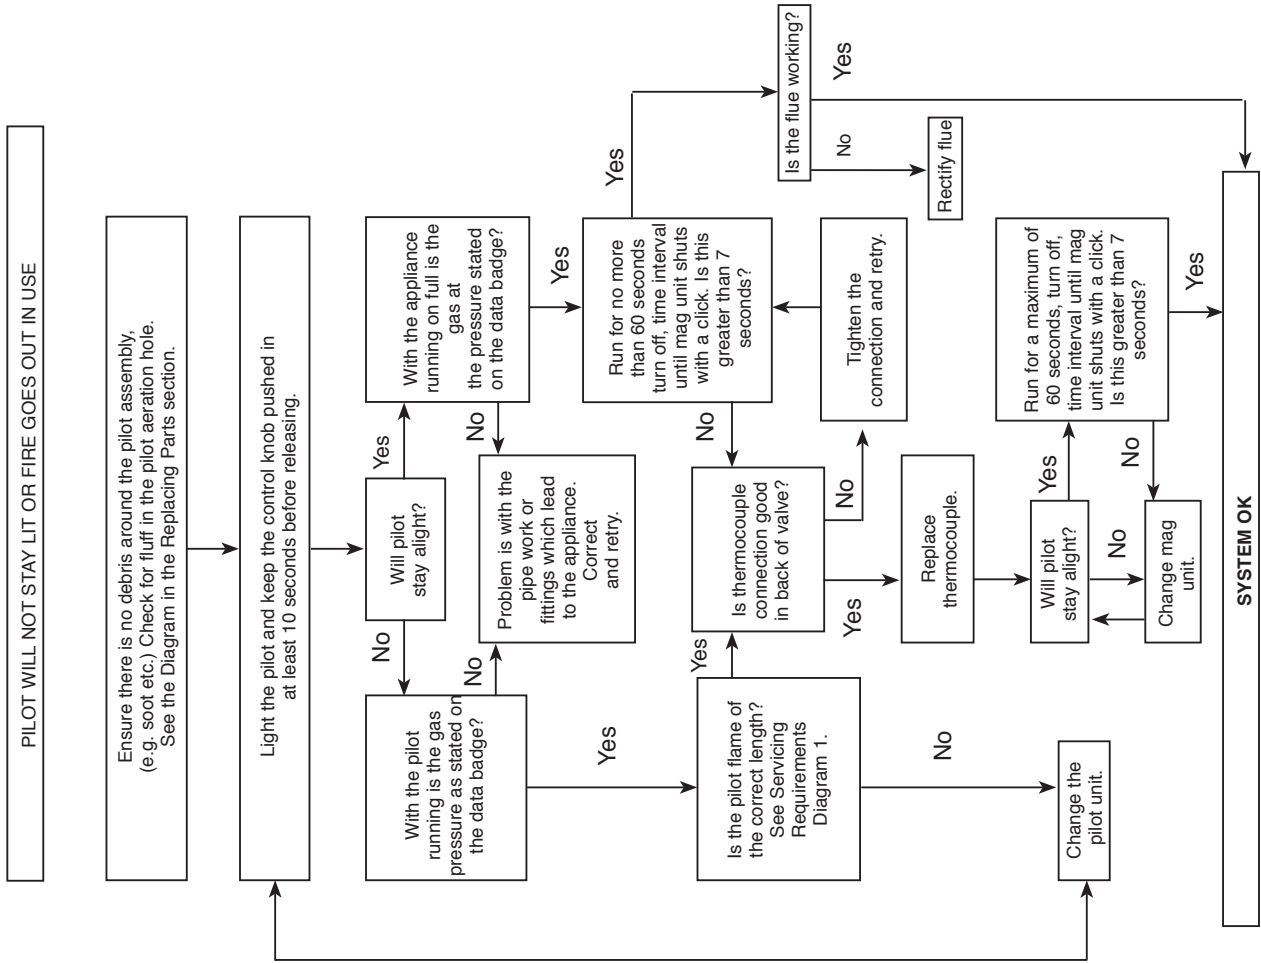 PILOT WILL NOT STAY LIT OR FIRE GOES OUT IN USE
Ensure there is no debris around the pilot assembly,
(e.g. soot etc.) Check for fluff in the pilot aeration hole.
See the Diagram in the Replacing Parts section.
Light the pilot and keep the control knob pushed in
at least 10 seconds before releasing.
Will pilot
stay alight?
No
Yes
With the pilot
running is the gas
pressure as stated on
the data badge?
No
Yes
Problem is with the
pipe work or
fittings which lead
to the appliance.
Correct
and retry.
With the appliance
running on full is the
gas at
the pressure stated
on the data badge?
No
Yes
Is the pilot flame of
the correct length?
See Servicing
Requirements
Diagram 1.
Yes
No
Is thermocouple
connection good
in back of valve?
Yes
No
Run for no more
than 60 seconds
turn off, time interval
until mag unit shuts
with a click. Is this
greater than 7
seconds?
No
Yes
Is the flue working?
No
Yes
Rectify flue
Tighten the
connection and retry.
Replace
thermocouple.
Will pilot
stay alight?
Yes
No
Change the
pilot unit.
Change mag
unit.
Run for a maximum of
60 seconds, turn off,
time interval until mag
unit shuts with a click.
Is this greater than 7
seconds?
No
Yes
SYSTEM OK